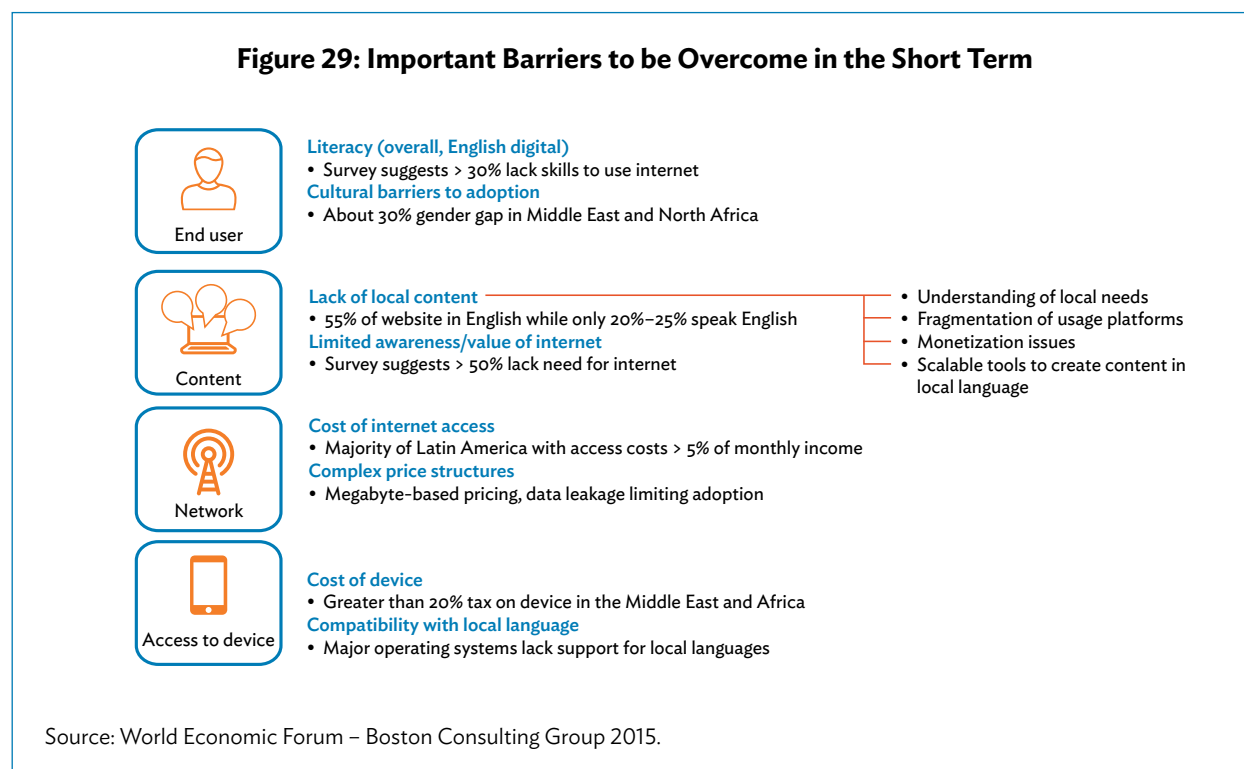 Figure 29: Important Barriers to be Overcome in the Short Term
End user
Literacy (overall, English digital)
• Survey suggests > 30% lack skills to use internet
Cultural barriers to adoption
• About 30% gender gap in Middle East and North Africa
Content
Lack of local content
• 55% of website in English while only 20%–25% speak English
Limited awareness/value of internet
• Survey suggests > 50% lack need for internet
• Understanding of local needs
• Fragmentation of usage platforms
• Monetization issues
• Scalable tools to create content in
local language
Network
Cost of internet access
• Majority of Latin America with access costs > 5% of monthly income
Complex price structures
• Megabyte-based pricing, data leakage limiting adoption
Access to device
Cost of device
• Greater than 20% tax on device in the Middle East and Africa
Compatibility with local language
• Major operating systems lack support for local languages
Source: World Economic Forum – Boston Consulting Group 2015.